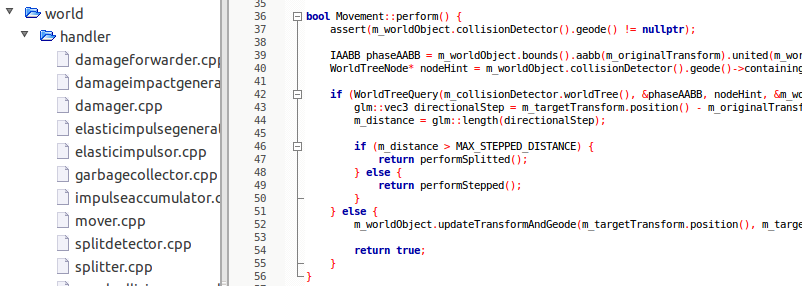 world
handler
damageforwarder.cpp
damageimpactgenera
damager.cpp
elasticimpulsegenerat
elasticimpulsor.cpp
garbagecollector.cpp
impulseaccumulator.c
mover.cpp
splitdetector.cpp
splitter.cpp
35
36 bool Movement::perform() {
37 assert(m_worldObject.collisionDetector().geode() != nullptr);
38
39 IAABB phaseAABB = m_worldObject.bounds().aabb(m_originalTransform).united(m_wor
40 WorldTreeNode* nodeHint = m_worldObject.collisionDetector().geode()->containing
41
42 if (WorldTreeQuery(m_collisionDetector.worldTree(), &phaseAABB, nodeHint, &m_wo
43 glm::vec3 directionalStep = m_targetTransform.position() - m_originalTransf
44 m_distance = glm::length(directionalStep);
45
46 if (m_distance > MAX_STEPPED_DISTANCE) {
47 return performSplitted();
48 } else {
49 return performStepped();
50 }
51 } else {
52 m_worldObject.updateTransformAndGeode(m_targetTransform.position(), m_targe
53
54 return true;
55 }
56 }